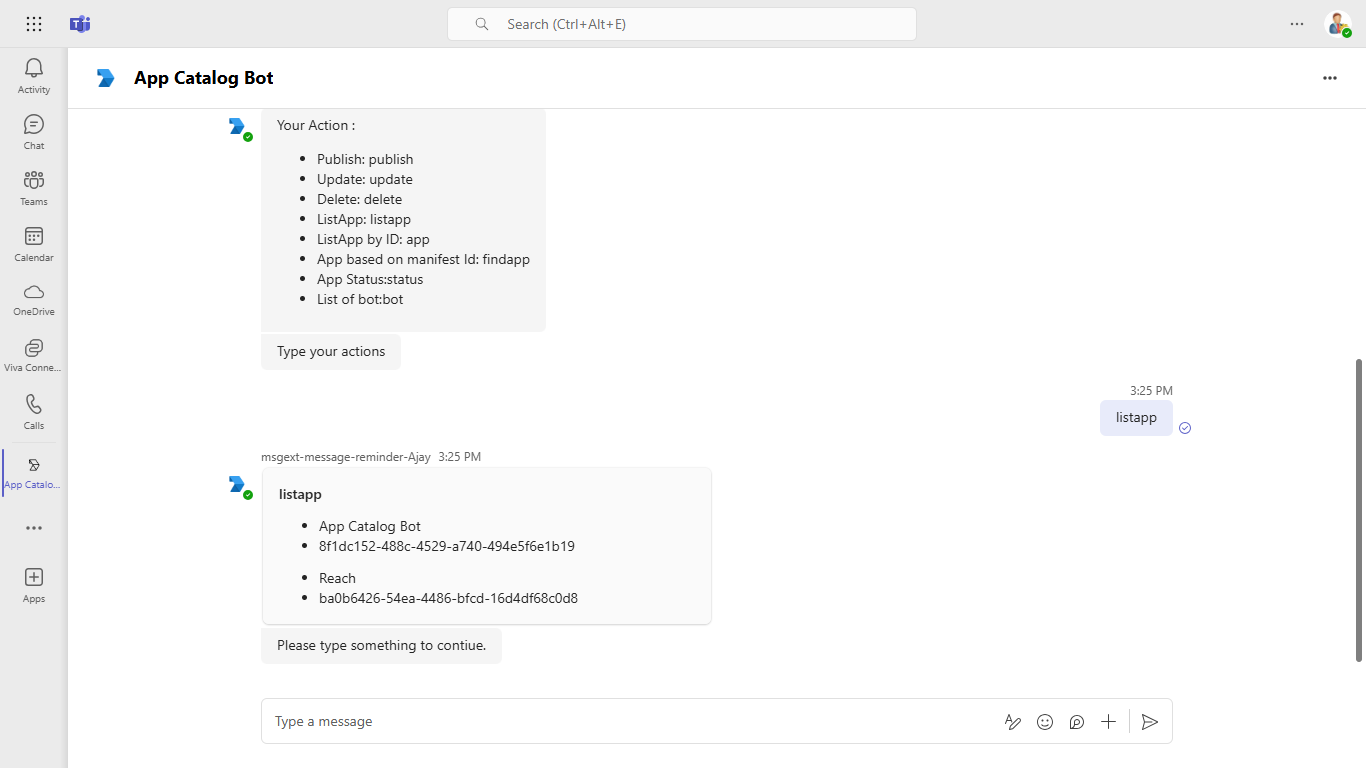 Search (Ctrl+Alt+E)
Activity
Chat
Teams
Calendar
OneDrive
Viva Conne...
Calls
App Catalo...
Apps
App Catalog Bot
Your Action :
Publish: publish
Update: update
Delete: delete
ListApp: listapp
ListApp by ID: app
App based on manifest Id: findapp
App Status:status
List of bot:bot
Type your actions
3:25 PM
listapp
msgext-message-reminder-Ajay 3:25 PM
listapp
App Catalog Bot
8f1dc152-488c-4529-a740-494e5f6e1b19
Reach
ba0b6426-54ea-4486-bfcd-16d4df68c0d8
Please type something to contiue.
Type a message